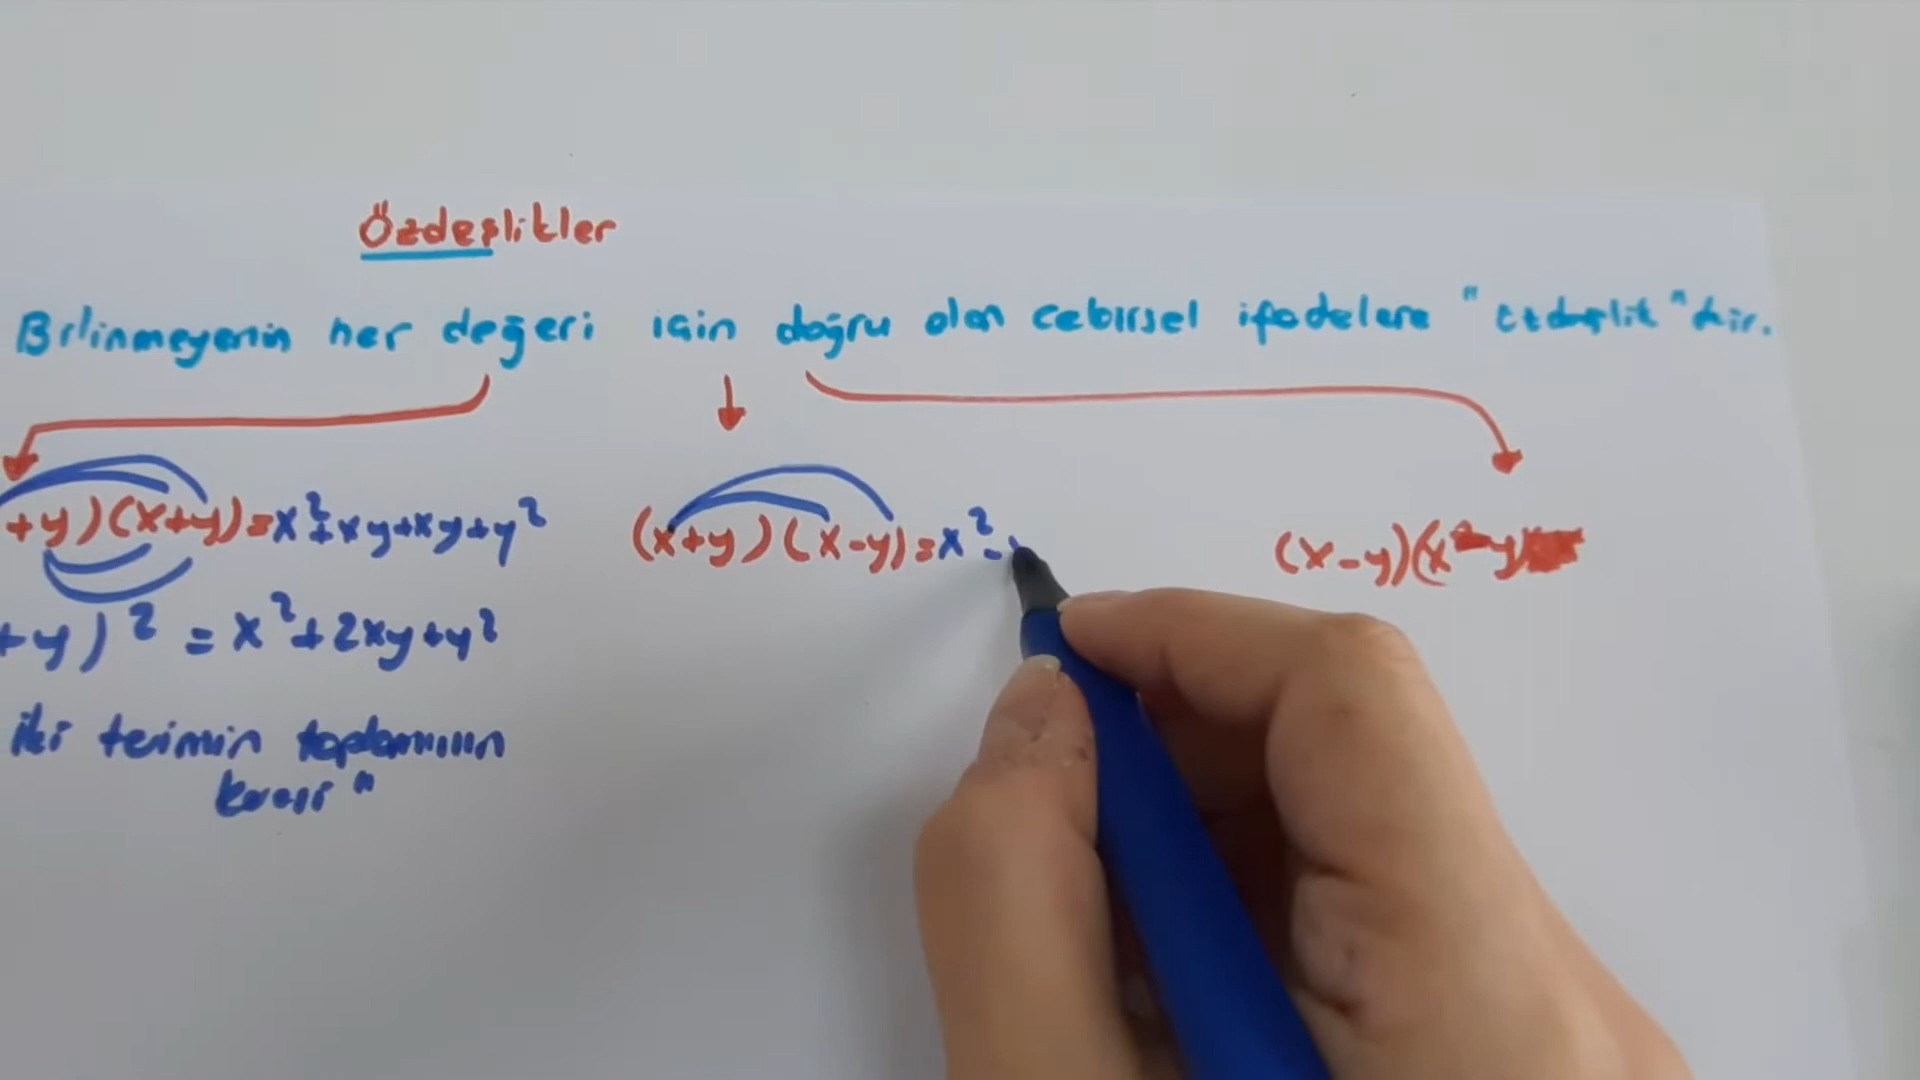 Özdeşlikler
Bilinmeyenin her değeri için doğru olan cebirsel ifadelere "özdeşlik" dir.
+y)(x+y)=x²+xy+xy+y²
(x+y)(x-y)=x²-
(x-y)(x-y)
+y)² = x²+2xy+y²
iki terimin toplamının
karesi"